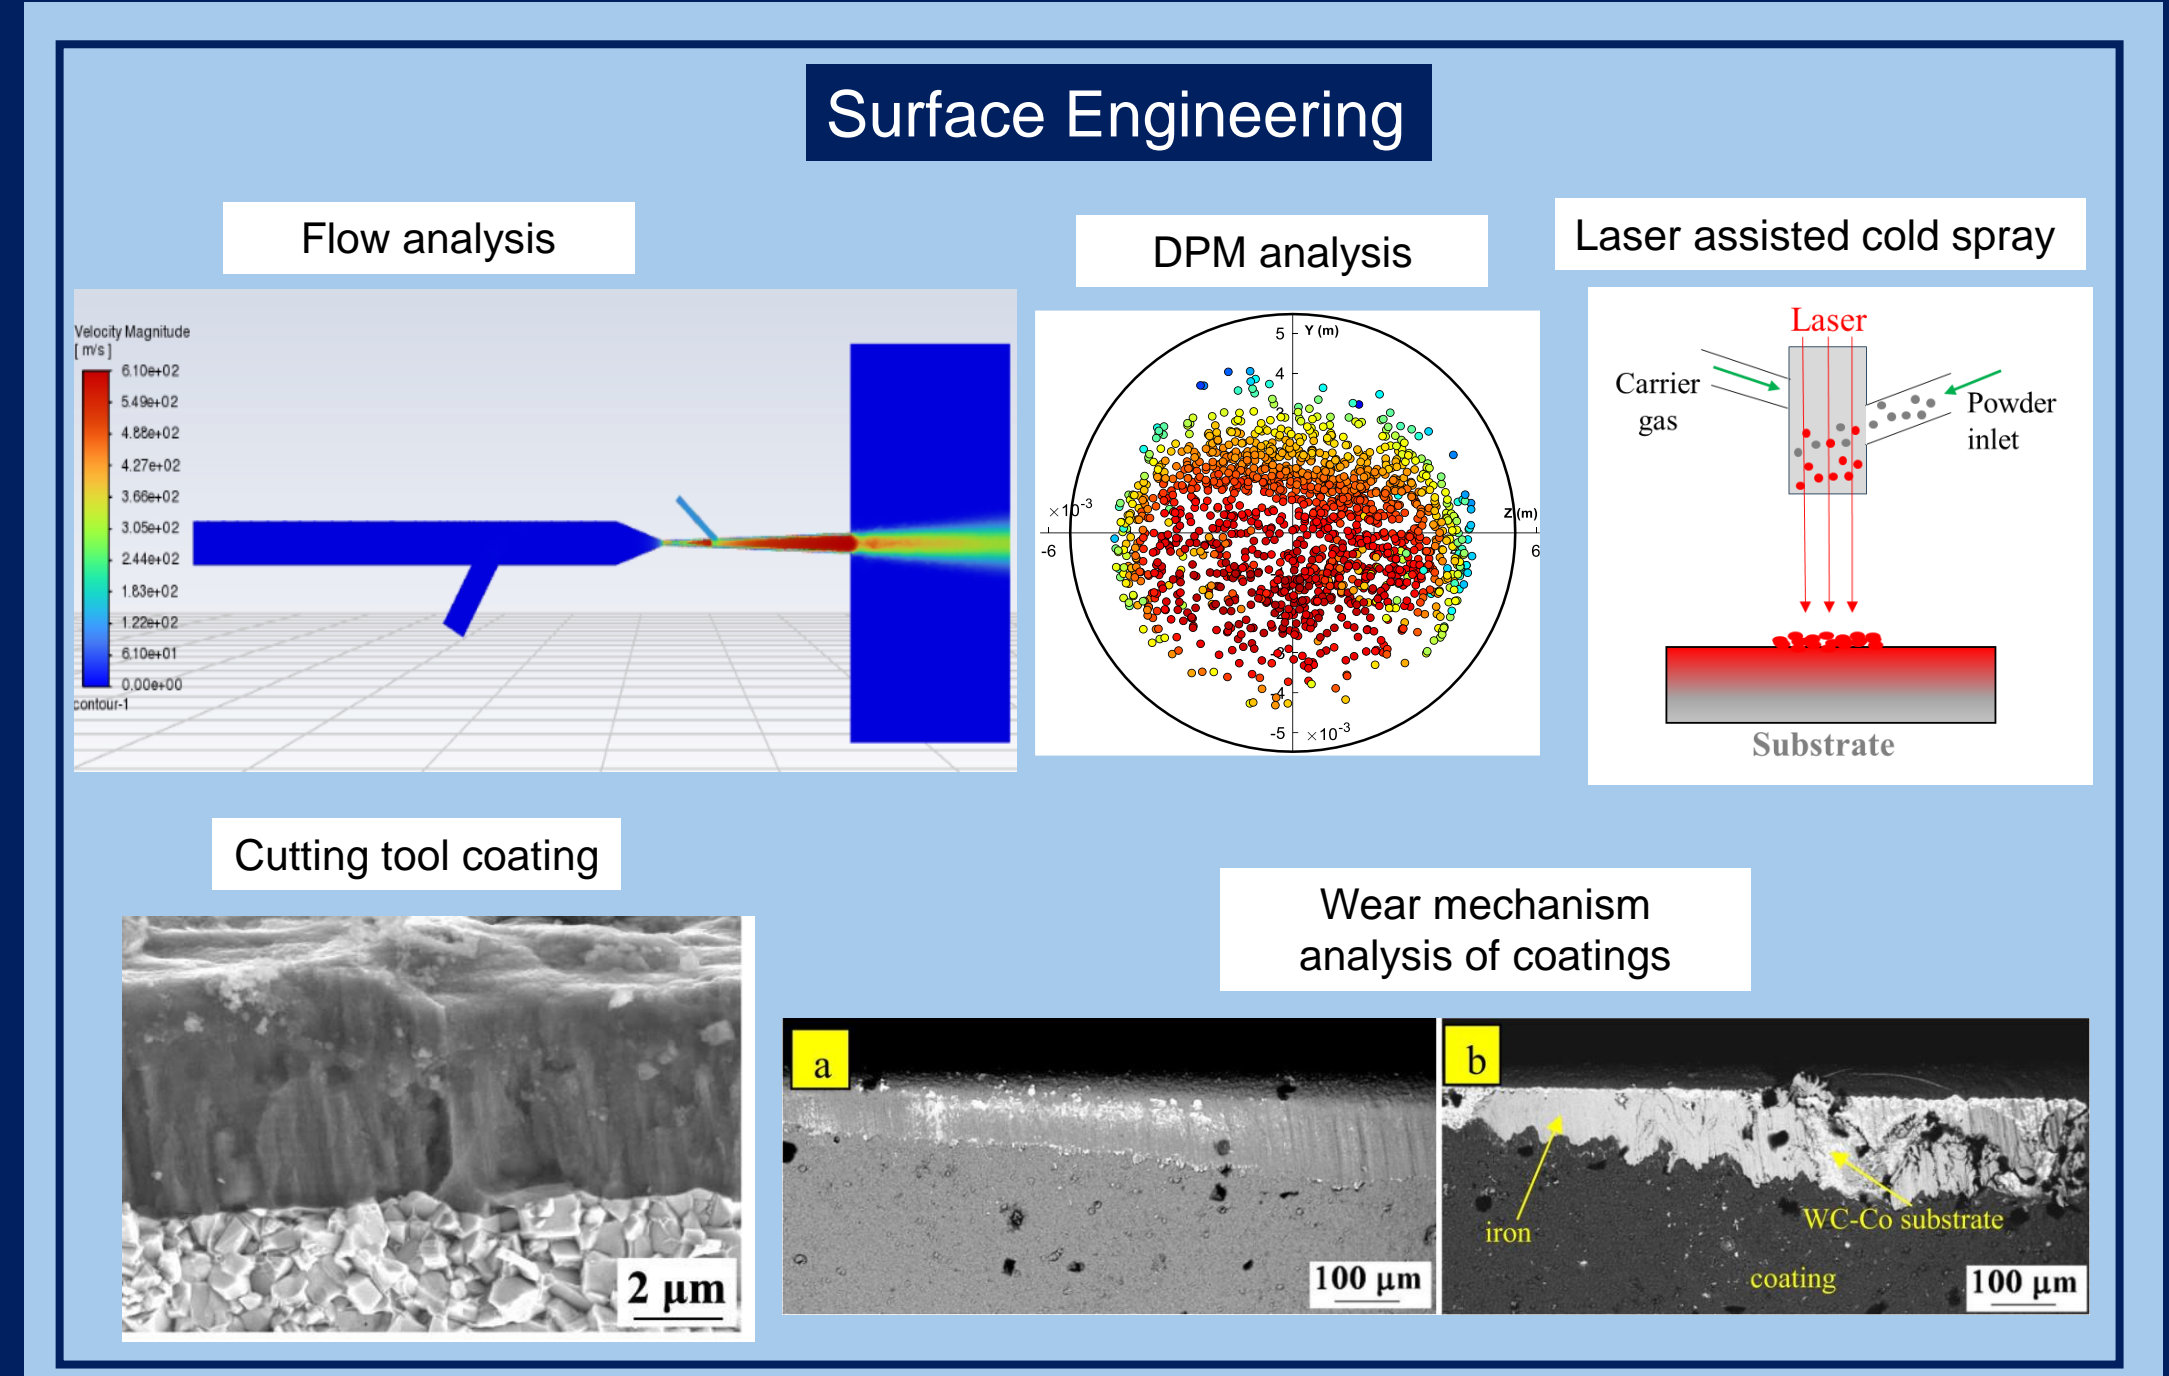 Surface Engineering
Flow analysis
DPM analysis
Laser assisted cold spray
Velocity Magnitude
[ m/s ]
6.10e+02
5.49e+02
4.88e+02
4.27e+02
3.66e+02
3.05e+02
2.44e+02
1.83e+02
1.22e+02
6.10e+01
0.00e+00
contour-1
5 Y (m)
4
3
×10-3
Z (m)
-6
6
-3
-4
-5 ×10-3
Laser
Carrier
gas
Powder
inlet
Substrate
Cutting tool coating
2 μm
Wear mechanism
analysis of coatings
a
100 μm
b
iron
WC-Co substrate
coating
100 μm